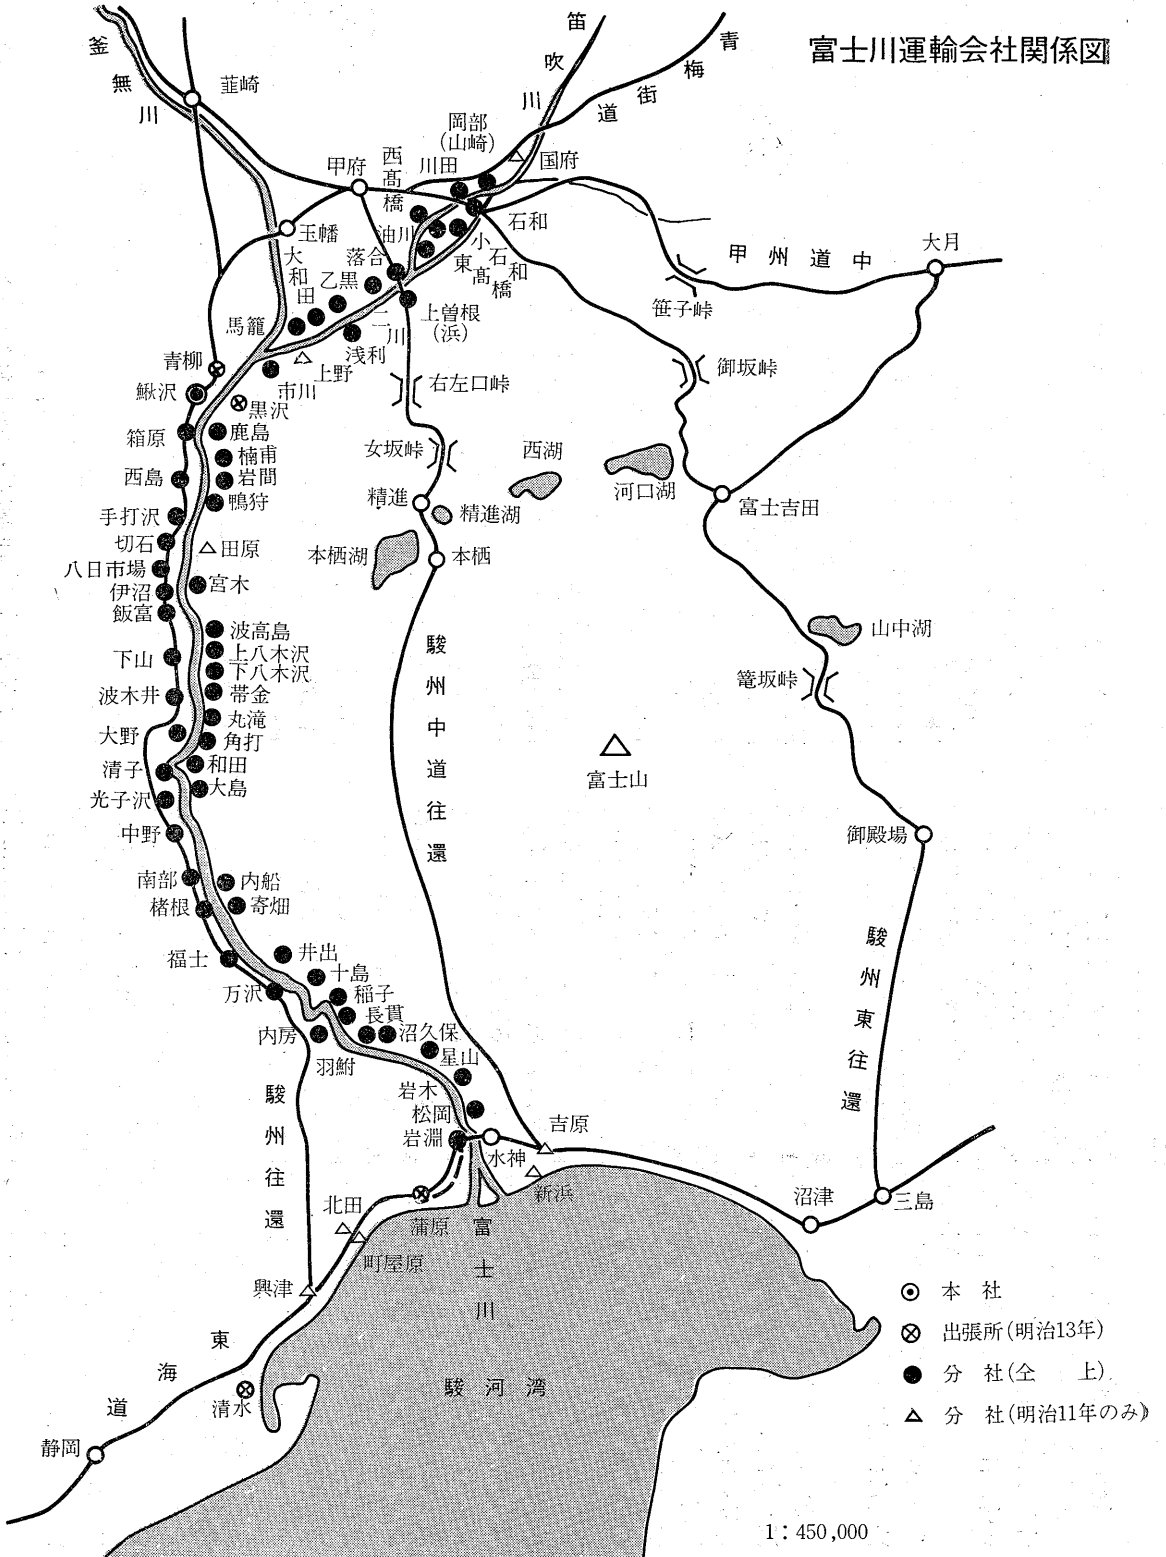 富士川運輸会社関係図
釜無川
韮崎
笛吹川
青梅街道
岡部
(山崎)
国府
甲府
西髙橋
川田
石和
玉幡
油川
小石和
東髙橋
甲州道中
大月
大和田
乙黒
落合
笹子峠
馬籠
二川
上曽根
(浜)
浅利
上野
青柳
市川
右左口峠
御坂峠
鰍沢
黒沢
箱原
鹿島
楠甫
女坂峠
西湖
西島
岩間
河口湖
鴨狩
精進
富士吉田
手打沢
精進湖
切石
田原
本栖湖
本栖
八日市場
伊沼
宮木
飯富
波高島
山中湖
下山
上八木沢
下八木沢
駿州中道往還
波木井
帯金
篭坂峠
丸滝
大野
角打
清子
和田
富士山
光子沢
大島
中野
御殿場
南部
内船
楮根
寄畑
駿州東往還
福士
井出
十島
万沢
稲子
長貫
内房
沼久保
羽鮒
星山
駿州往還
岩木
松岡
岩淵
吉原
水神
新浜
沼津
三島
北田
蒲原
富士川
町屋原
興津
東海道
清水
駿河湾
静岡
本社
出張所(明治13年)
分社(仝上)
分社(明治11年のみ)
1：450,000